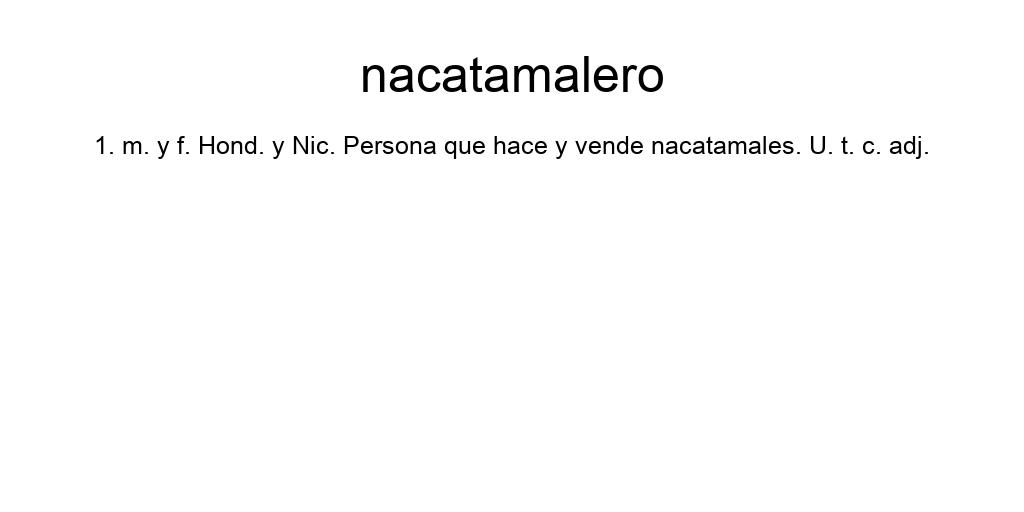 nacatamalero
1. m. y f. Hond. y Nic. Persona que hace y vende nacatamales. U. t. c. adj.